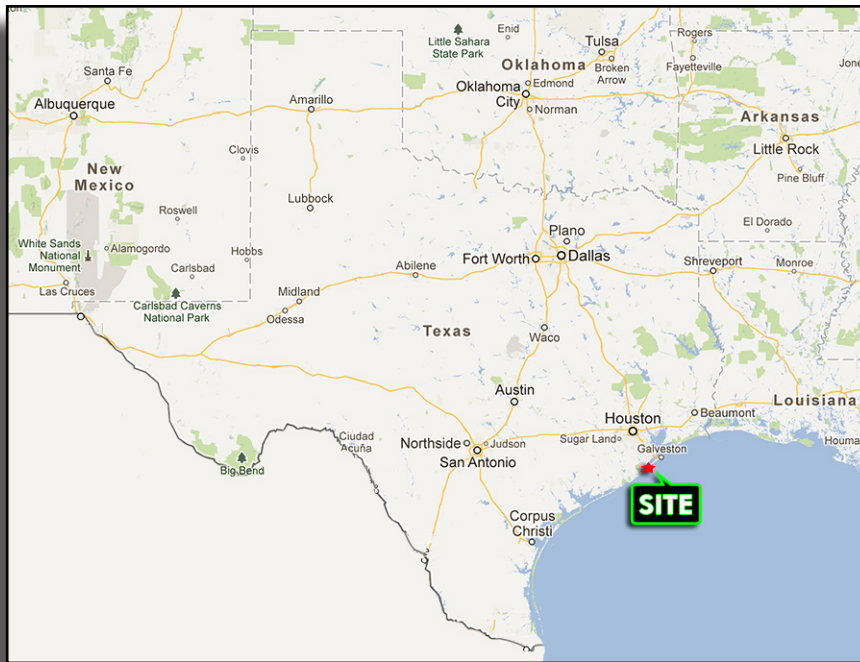 ton
Santa Fe
Albuquerque
New
Mexico
Clovis
Roswell
White Sands
National
Monument
Alamogordo
Las Cruces
Hobbs
Carlsbad
Carlsbad Caverns
National Park
Amarillo
Lubbock
Midland
Odessa
Abilene
Enid
Little Sahara
State Park
Oklahoma
Oklahoma
City
Edmond
Norman
Tulsa
Broken
Arrow
Rogers
Fayetteville
Jone
Arkansas
Little Rock
Pine Bluff
El Dorado
Plano
Fort Worth
Dallas
Shreveport
Monroe
Texas
Waco
Austin
Louisiana
Houston
Beaumont
Sugar Land
Galveston
Houma
Ciudad
Acuña
Northside
Judson
San Antonio
Big Bend
SITE
Corpus
Christi